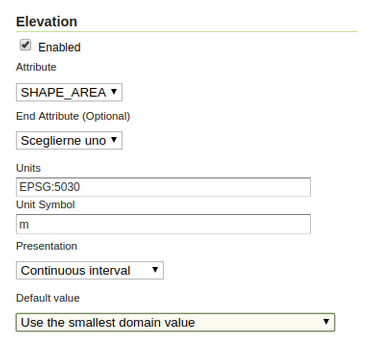 Elevation
Enabled
Attribute
SHAPE_AREA
End Attribute (Optional)
Sceglierne uno
Units
EPSG:5030
Unit Symbol
m
Presentation
Continuous interval
Default value
Use the smallest domain value